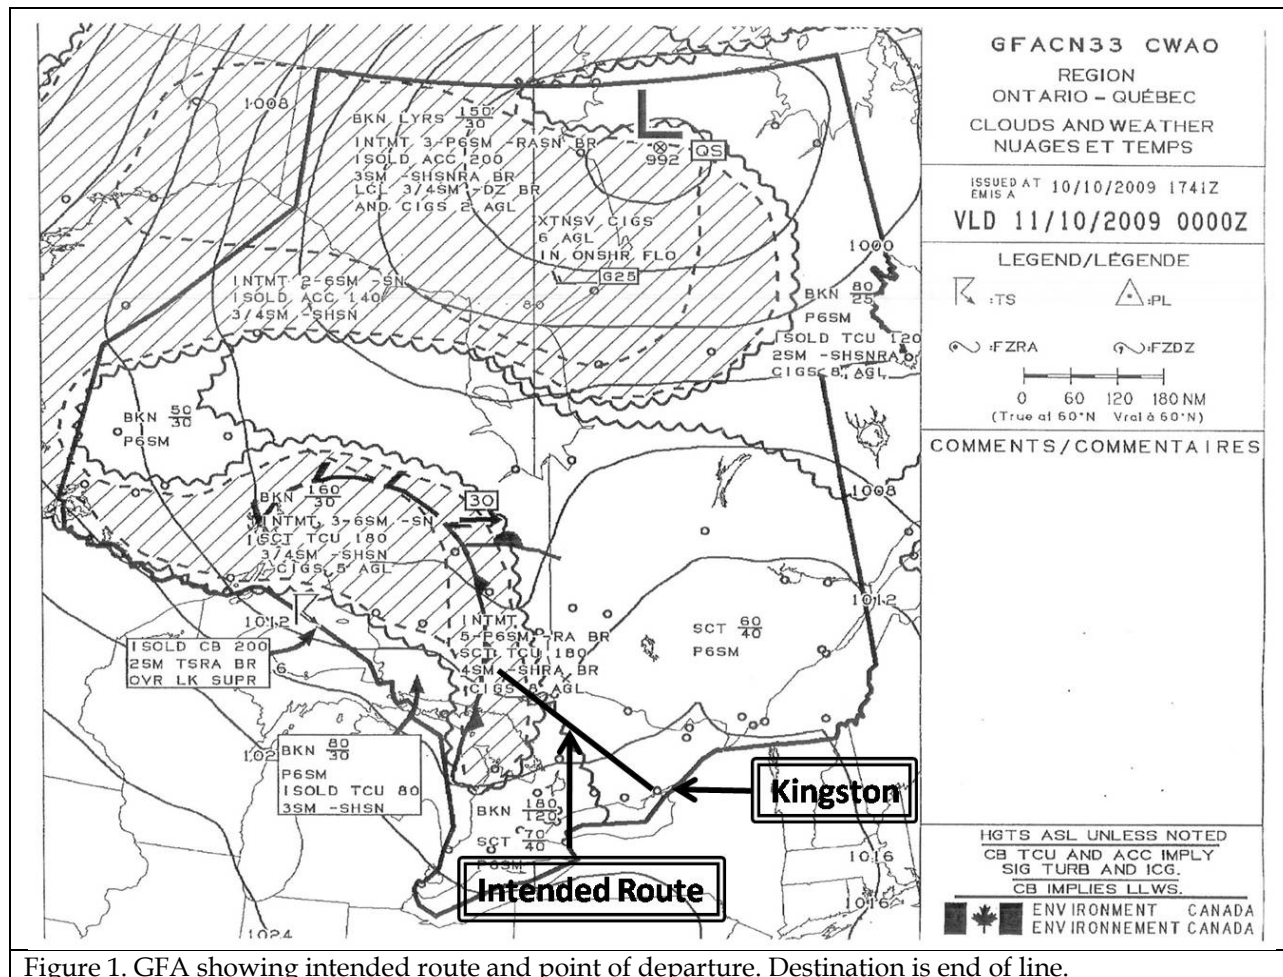 GFACN33 CWAO
REGION
ONTARIO – QUÉBEC
CLOUDS AND WEATHER
NUAGES ET TEMPS
ISSUED AT 10/10/2009 1741Z
EMIS A
VLD 11/10/2009 0000Z
LEGEND/LÉGENDE
:TS
:PL
:FZRA
:FZDZ
0 60 120 180 NM
(True at 60°N Vrai à 60°N)
COMMENTS/COMMENTAIRES
HGTS ASL UNLESS NOTED
CB TCU AND ACC IMPLY
SIG TURB AND ICG.
CB IMPLIES LLWS.
ENVIRONMENT CANADA
ENVIRONNEMENT CANADA
1008
BKN LYRS 150/30
INTMT 3-P6SM -RASN BR
ISOLD ACC 200
3SM -SHSNRA BR
LCL 3/4SM -DZ BR
AND CIGS 2 AGL
L
992
QS
XTNSV CIGS
6 AGL
IN ONSHR FLO
G25
80
INTMT 2-6SM -SN
ISOLD ACC 140
3/4SM -SHSN
1000
BKN 80/25
P6SM
ISOLD TCU 120
2SM -SHSNRA
CIGS 8 AGL
BKN 50/30
P6SM
1008
BKN 160/30
INTMT 3-6SM -SN
SCT TCU 180
3/4SM -SHSN
CIGS 5 AGL
30
1012
1012
INTMT
5-P6SM -RA BR
SCT TCU 180
4SM -SHRA BR
CIGS 8 AGL
SCT 60/40
P6SM
ISOLD CB 200
2SM TSRA BR
OVR LK SUPR
BKN 80/30
P6SM
ISOLD TCU 80
3SM -SHSN
BKN 180/120
SCT 70/40
P6SM
Kingston
Intended Route
1016
1016
1024
Figure 1. GFA showing intended route and point of departure. Destination is end of line.